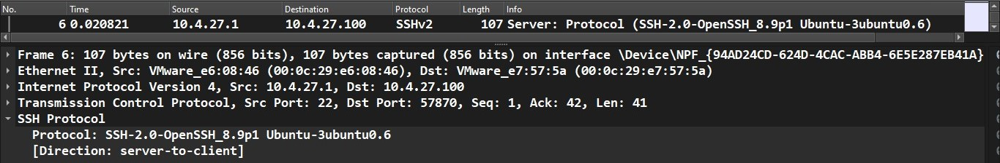 No. Time Source Destination Protocol Length Info
6 0.020821 10.4.27.1 10.4.27.100 SSHv2 107 Server: Protocol (SSH-2.0-OpenSSH_8.9p1 Ubuntu-3ubuntu0.6)
Frame 6: 107 bytes on wire (856 bits), 107 bytes captured (856 bits) on interface \Device\NPF_{94AD24CD-624D-4CAC-ABB4-6E5E287EB41A}
Ethernet II, Src: VMware_e6:08:46 (00:0c:29:e6:08:46), Dst: VMware_e7:57:5a (00:0c:29:e7:57:5a)
Internet Protocol Version 4, Src: 10.4.27.1, Dst: 10.4.27.100
Transmission Control Protocol, Src Port: 22, Dst Port: 57870, Seq: 1, Ack: 42, Len: 41
SSH Protocol
Protocol: SSH-2.0-OpenSSH_8.9p1 Ubuntu-3ubuntu0.6
[Direction: server-to-client]